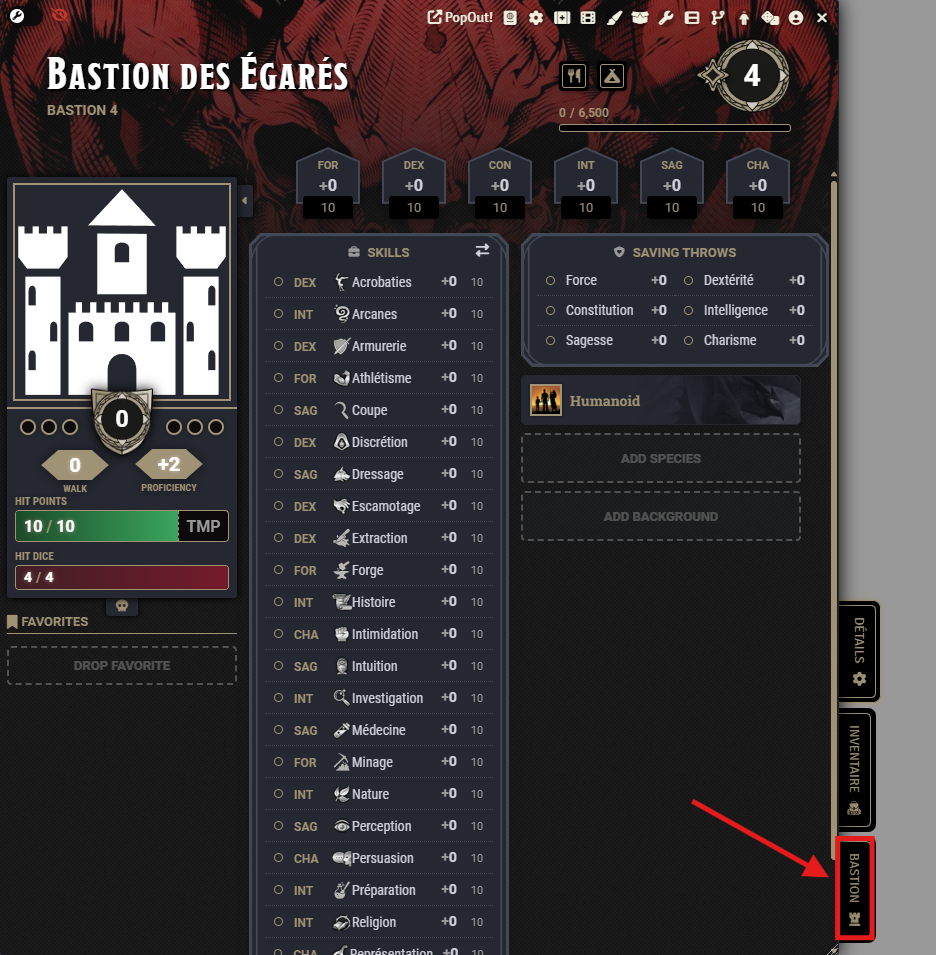 PopOut!
Bastion des Égarés
BASTION 4
4
0 / 6,500
FOR DEX CON INT SAG CHA
+0 +0 +0 +0 +0 +0
10 10 10 10 10 10
0
0
WALK
+2
PROFICIENCY
HIT POINTS
10 / 10 TMP
HIT DICE
4 / 4
FAVORITES
DROP FAVORITE
SKILLS
DEX Acrobaties +0 10
INT Arcanes +0 10
DEX Armurerie +0 10
FOR Athlétisme +0 10
SAG Coupe +0 10
DEX Discrétion +0 10
SAG Dressage +0 10
DEX Escamotage +0 10
DEX Extraction +0 10
FOR Forge +0 10
INT Histoire +0 10
CHA Intimidation +0 10
SAG Intuition +0 10
INT Investigation +0 10
SAG Médecine +0 10
FOR Minage +0 10
INT Nature +0 10
SAG Perception +0 10
CHA Persuasion +0 10
INT Préparation +0 10
INT Religion +0 10
CHA Représentation +0 10
SAVING THROWS
Force +0 Dextérité +0
Constitution +0 Intelligence +0
Sagesse +0 Charisme +0
Humanoid
ADD SPECIES
ADD BACKGROUND
DÉTAILS
INVENTAIRE
BASTION